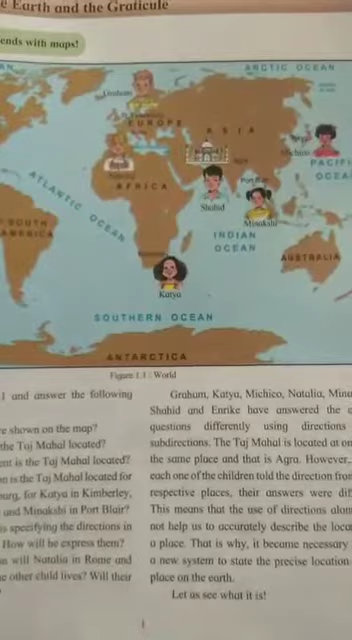 e Earth and the Graticule
ends with maps!
ARCTIC OCEAN
Graham
EUROPE
ASIA
Michico
PACIFI
OCEA
AFRICA
Shahid
Port Blair
Minakshi
ATLANTIC OCEAN
SOUTH
AMERICA
INDIAN
OCEAN
AUSTRALIA
Katya
SOUTHERN OCEAN
ANTARCTICA
Figure 1.1 : World
1 and answer the following
e shown on the map?
the Taj Mahal located?
ent is the Taj Mahal located?
n is the Taj Mahal located for
burg, for Katya in Kimberley,
and Minakshi in Port Blair?
is specifying the directions in
How will be express them?
on will Natalia in Rome and
e other child lives? Will their
Graham, Katya, Michico, Natalia, Mina
Shahid and Enrike have answered the
questions differently using directions
subdirections. The Taj Mahal is located at on
the same place and that is Agra. However,
each one of the children told the direction from
respective places, their answers were dif
This means that the use of directions alon
not help us to accurately describe the loca
a place. That is why, it became necessary
a new system to state the precise location
place on the earth.
Let us see what it is!
1